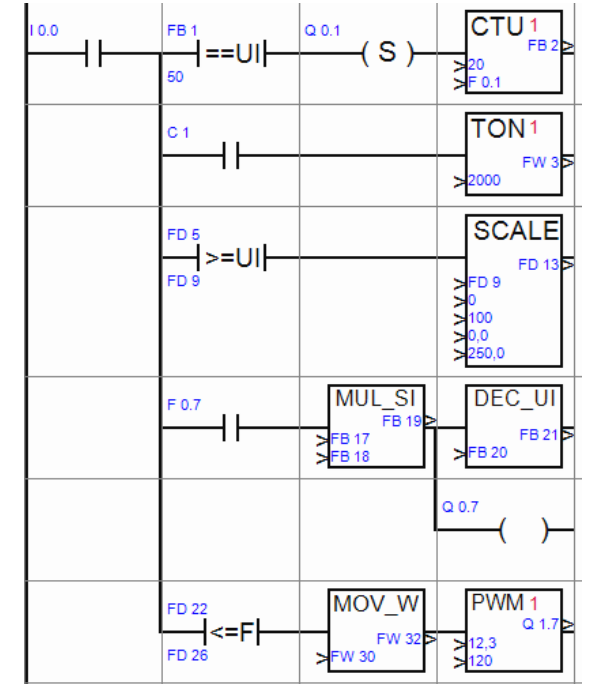 I 0.0
FB 1
==UI
50
Q 0.1
( S )
CTU 1
FB 2
20
F 0.1
C 1
TON 1
FW 3
2000
FD 5
>=UI
FD 9
SCALE
FD 13
FD 9
0
100
0,0
250,0
F 0.7
MUL_SI
FB 19
FB 17
FB 18
DEC_UI
FB 21
FB 20
Q 0.7
( )
FD 22
<=F
FD 26
MOV_W
FW 32
FW 30
PWM 1
Q 1.7
12,3
120